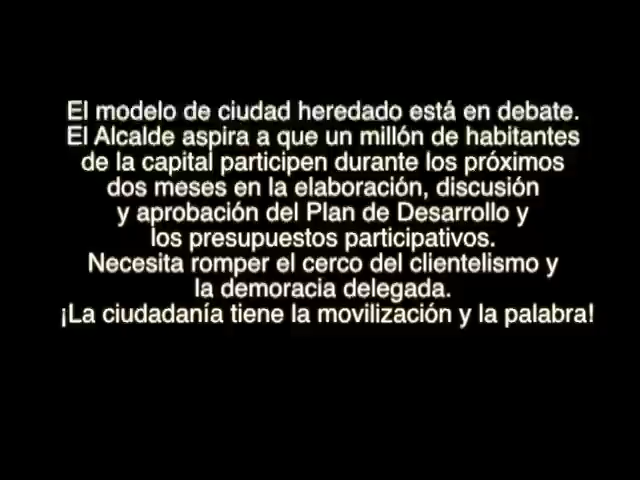 El modelo de ciudad heredado está en debate.
El Alcalde aspira a que un millón de habitantes
de la capital participen durante los próximos
dos meses en la elaboración, discusión
y aprobación del Plan de Desarrollo y
los presupuestos participativos.
Necesita romper el cerco del clientelismo y
la demoracia delegada.
¡La ciudadanía tiene la movilización y la palabra!